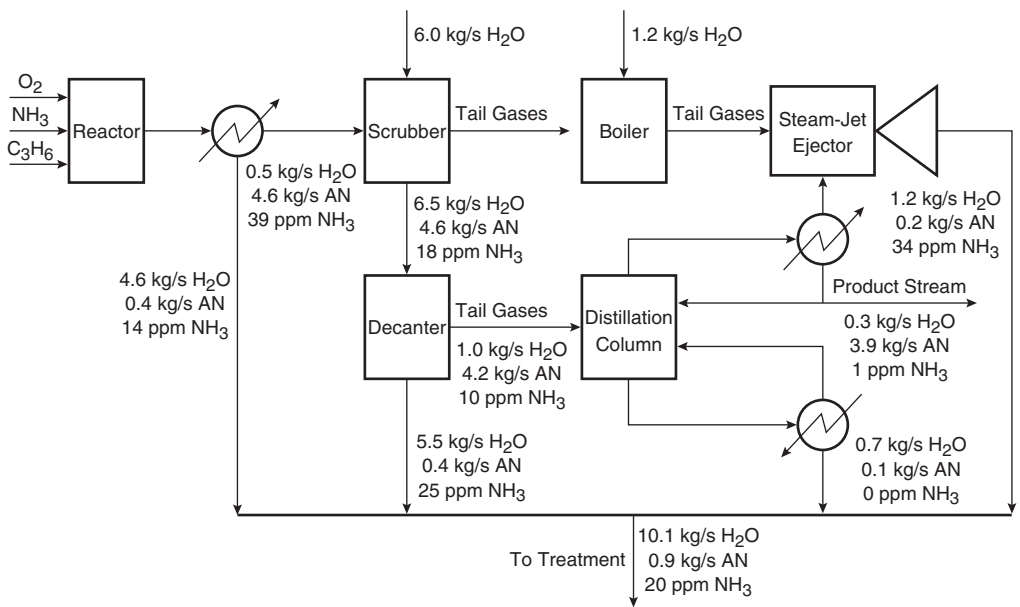 6.0 kg/s H₂O
1.2 kg/s H₂O
O₂
NH₃
C₃H₆
Reactor
Scrubber
Tail Gases
Boiler
Tail Gases
Steam-Jet
Ejector
0.5 kg/s H₂O
4.6 kg/s AN
39 ppm NH₃
6.5 kg/s H₂O
4.6 kg/s AN
18 ppm NH₃
1.2 kg/s H₂O
0.2 kg/s AN
34 ppm NH₃
4.6 kg/s H₂O
0.4 kg/s AN
14 ppm NH₃
Decanter
Tail Gases
1.0 kg/s H₂O
4.2 kg/s AN
10 ppm NH₃
Distillation
Column
Product Stream
0.3 kg/s H₂O
3.9 kg/s AN
1 ppm NH₃
5.5 kg/s H₂O
0.4 kg/s AN
25 ppm NH₃
0.7 kg/s H₂O
0.1 kg/s AN
0 ppm NH₃
To Treatment
10.1 kg/s H₂O
0.9 kg/s AN
20 ppm NH₃